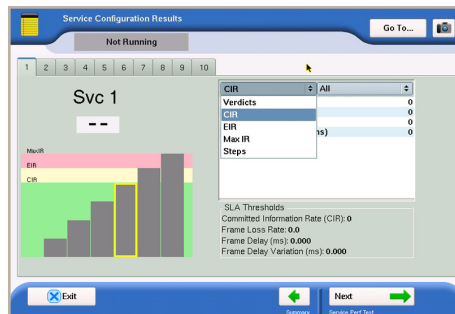 Service Configuration Results
Go To...
Not Running
1 2 3 4 5 6 7 8 9 10
Svc 1
--
CIR All
Verdicts 0
CIR 0
EIR 0
Max IR ns) 0
Steps
MaxIR
EIR
CIR
SLA Thresholds
Committed Information Rate (CIR): 0
Frame Loss Rate: 0.0
Frame Delay (ms): 0.000
Frame Delay Variation (ms): 0.000
Exit
Next
Summary
Service Perf Test